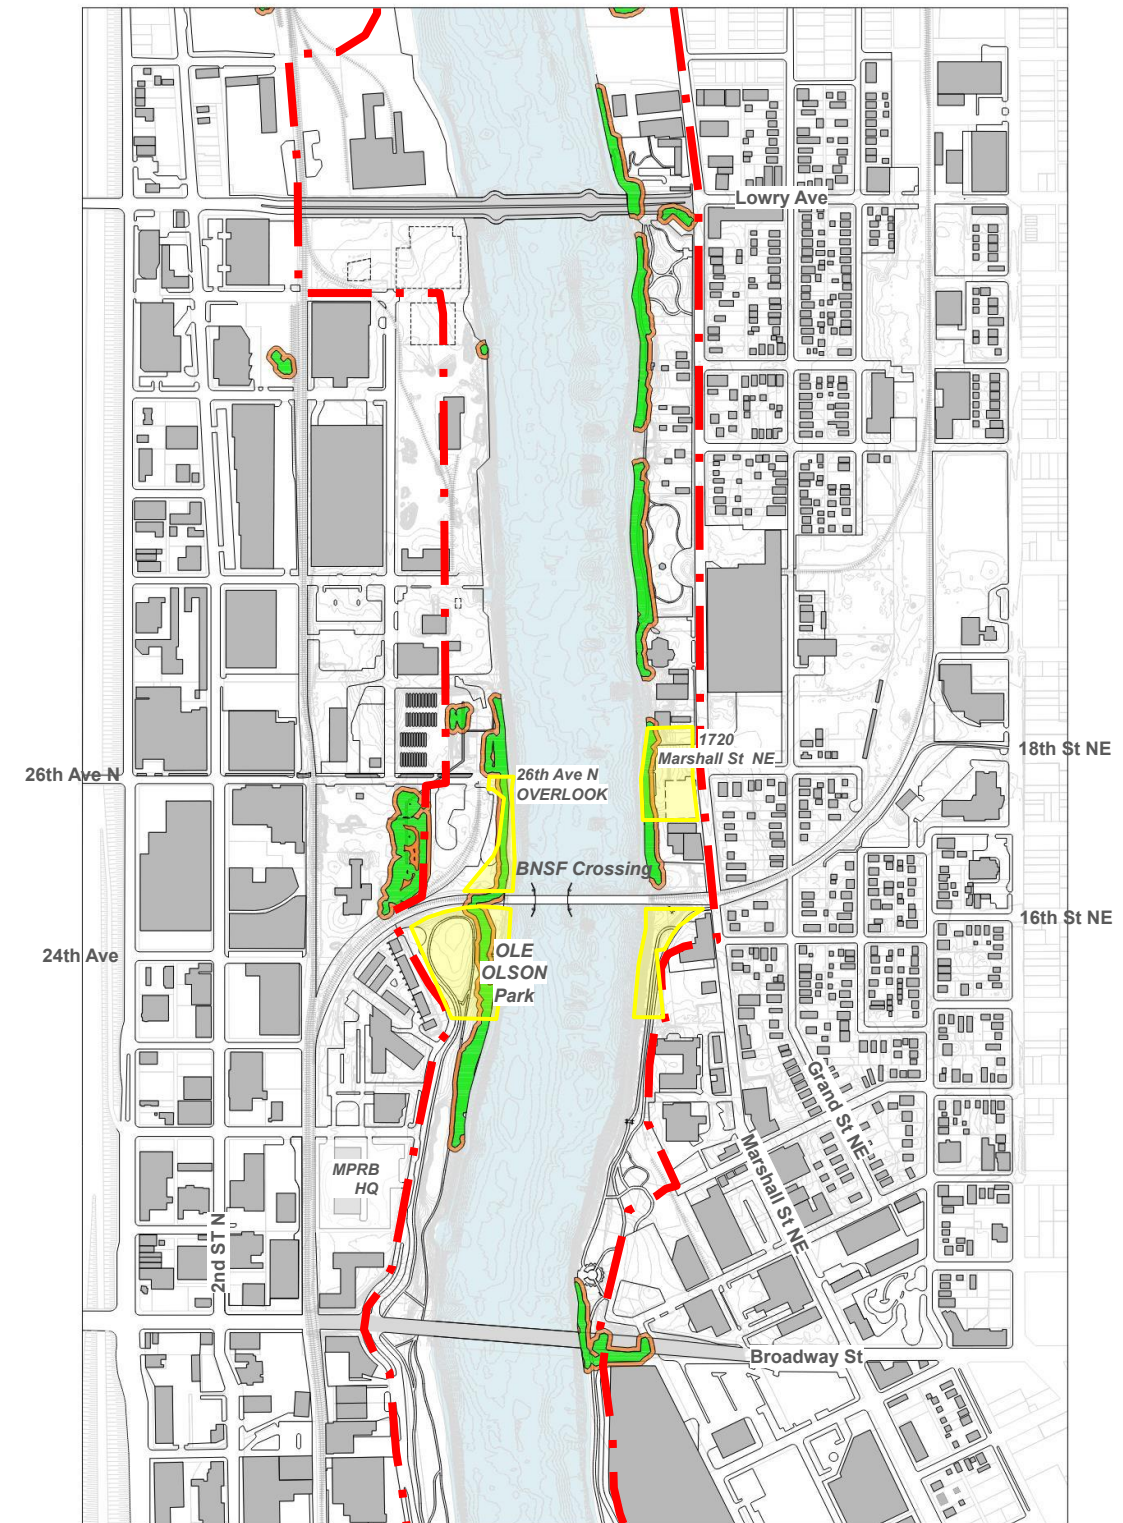 Lowry Ave
1720
Marshall St NE
18th St NE
26th Ave N
26th Ave N
OVERLOOK
BNSF Crossing
16th St NE
24th Ave
OLE
OLSON
Park
Grand St NE
Marshall St NE
MPRB
HQ
2nd ST N
Broadway St